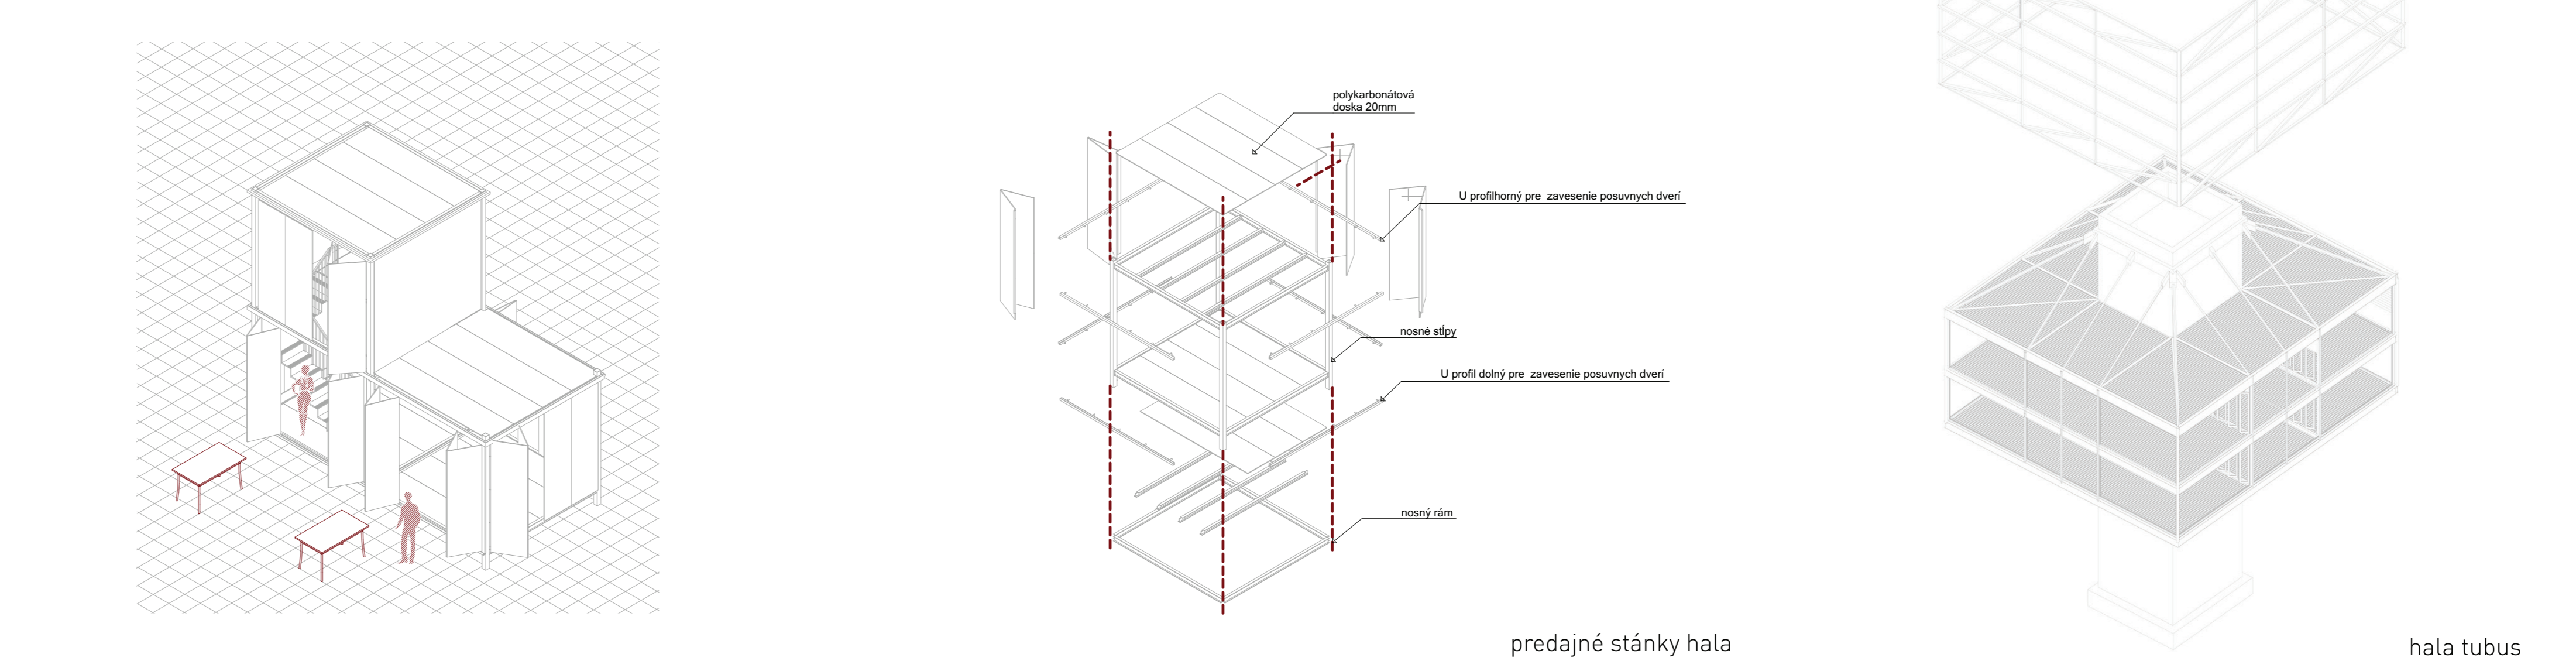 polykarbonátová
doska 20mm
U profilhorný pre  zavesenie posuvnych dverí
nosné stĺpy
U profil dolný pre  zavesenie posuvnych dverí
nosný rám
predajné stánky hala
hala tubus